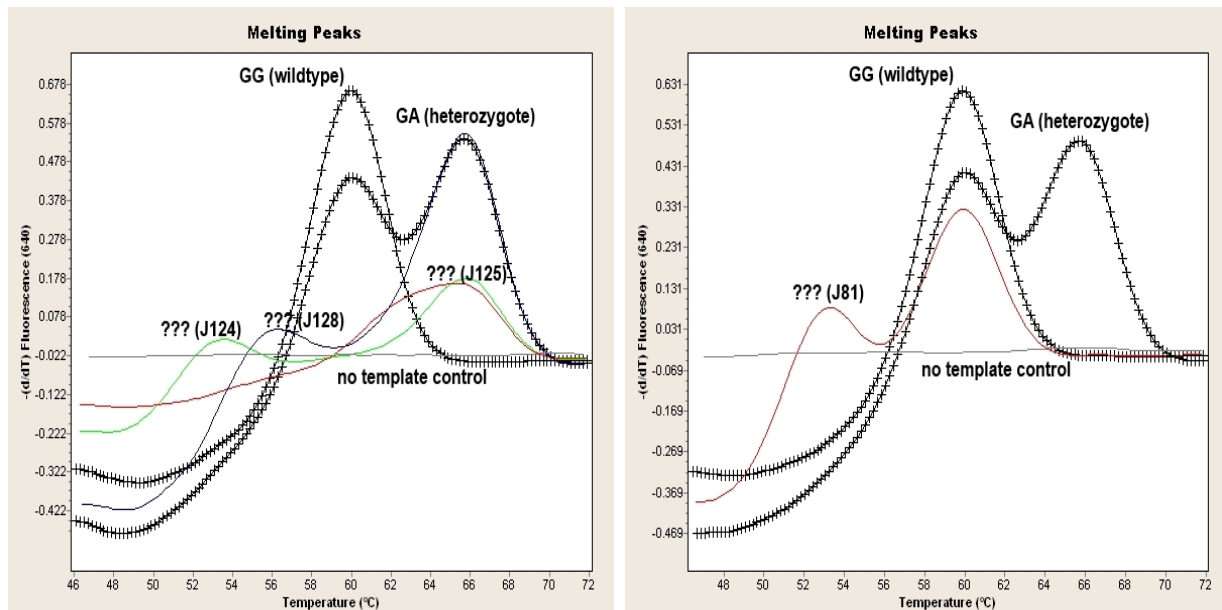 Melting Peaks
GG (wildtype)
GA (heterozygote)
??? (J125)
??? (J124)
??? (J128)
no template control
-(d/dT) Fluorescence (640)
0.678
0.578
0.478
0.378
0.278
0.178
0.078
-0.022
-0.122
-0.222
-0.322
-0.422
46 48 50 52 54 56 58 60 62 64 66 68 70 72
Temperature (ºC)
Melting Peaks
GG (wildtype)
GA (heterozygote)
??? (J81)
no template control
-(d/dT) Fluorescence (640)
0.631
0.531
0.431
0.331
0.231
0.131
0.031
-0.069
-0.169
-0.269
-0.369
-0.469
48 50 52 54 56 58 60 62 64 66 68 70 72
Temperature (ºC)